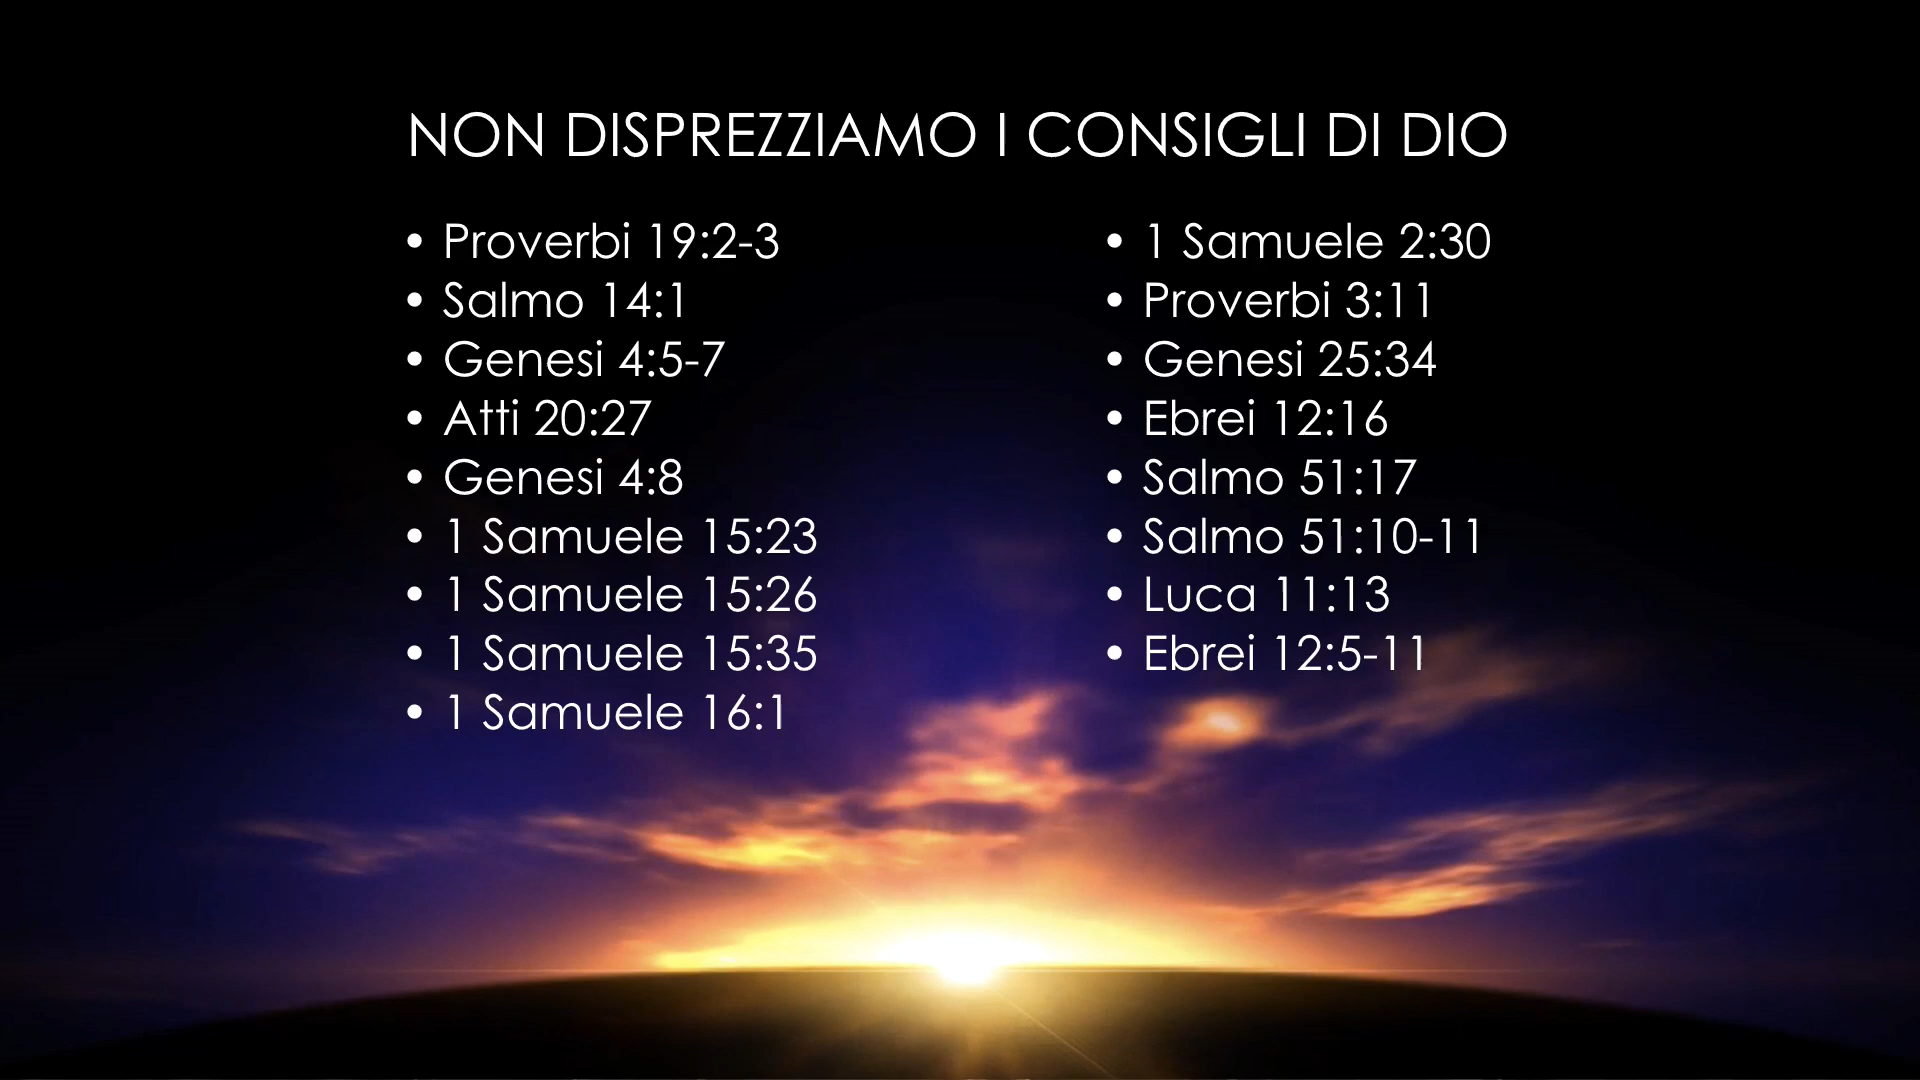 NON DISPREZZIAMO I CONSIGLI DI DIO
• Proverbi 19:2-3
• Salmo 14:1
• Genesi 4:5-7
• Atti 20:27
• Genesi 4:8
• 1 Samuele 15:23
• 1 Samuele 15:26
• 1 Samuele 15:35
• 1 Samuele 16:1
• 1 Samuele 2:30
• Proverbi 3:11
• Genesi 25:34
• Ebrei 12:16
• Salmo 51:17
• Salmo 51:10-11
• Luca 11:13
• Ebrei 12:5-11